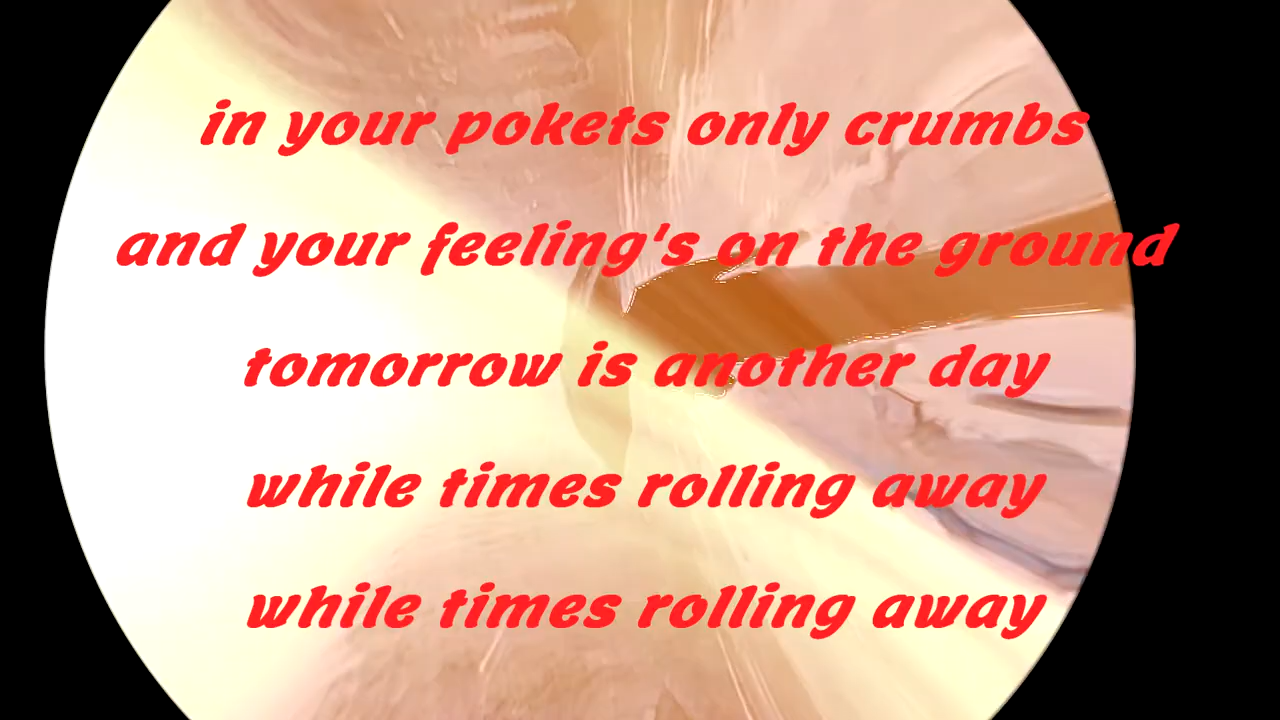 in your pokets only crumbs
and your feeling's on the ground
tomorrow is another day
while times rolling away
while times rolling away